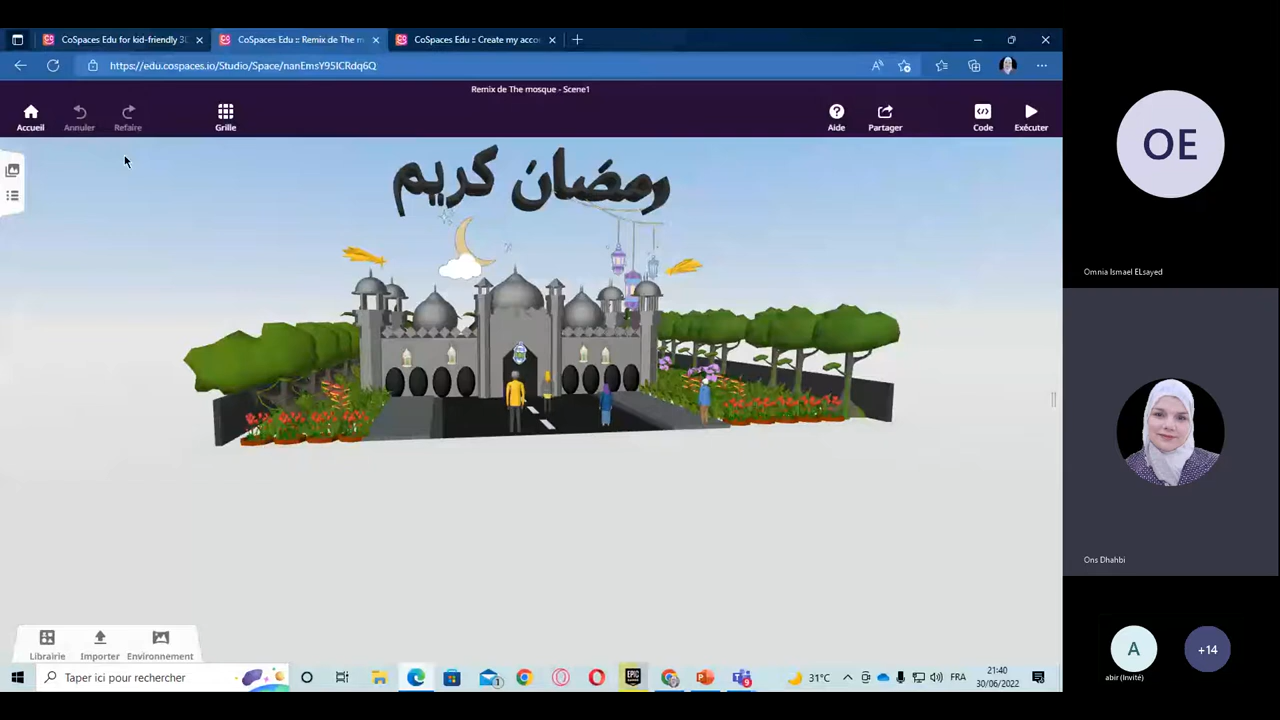 CoSpaces Edu for kid-friendly 3D
CoSpaces Edu :: Remix de The m
CoSpaces Edu :: Create my acco
https://edu.cospaces.io/Studio/Space/nanEmsY95lCRdq6Q
Remix de The mosque - Scene1
Accueil
Annuler
Refaire
Grille
Aide
Partager
Code
Exécuter
رمضان كريم
OE
Omnia Ismael ELsayed
Ons Dhahbi
A
+14
abir (Invité)
Librairie
Importer
Environnement
Taper ici pour rechercher
EPIC
31°C
FRA
21:40
30/06/2022